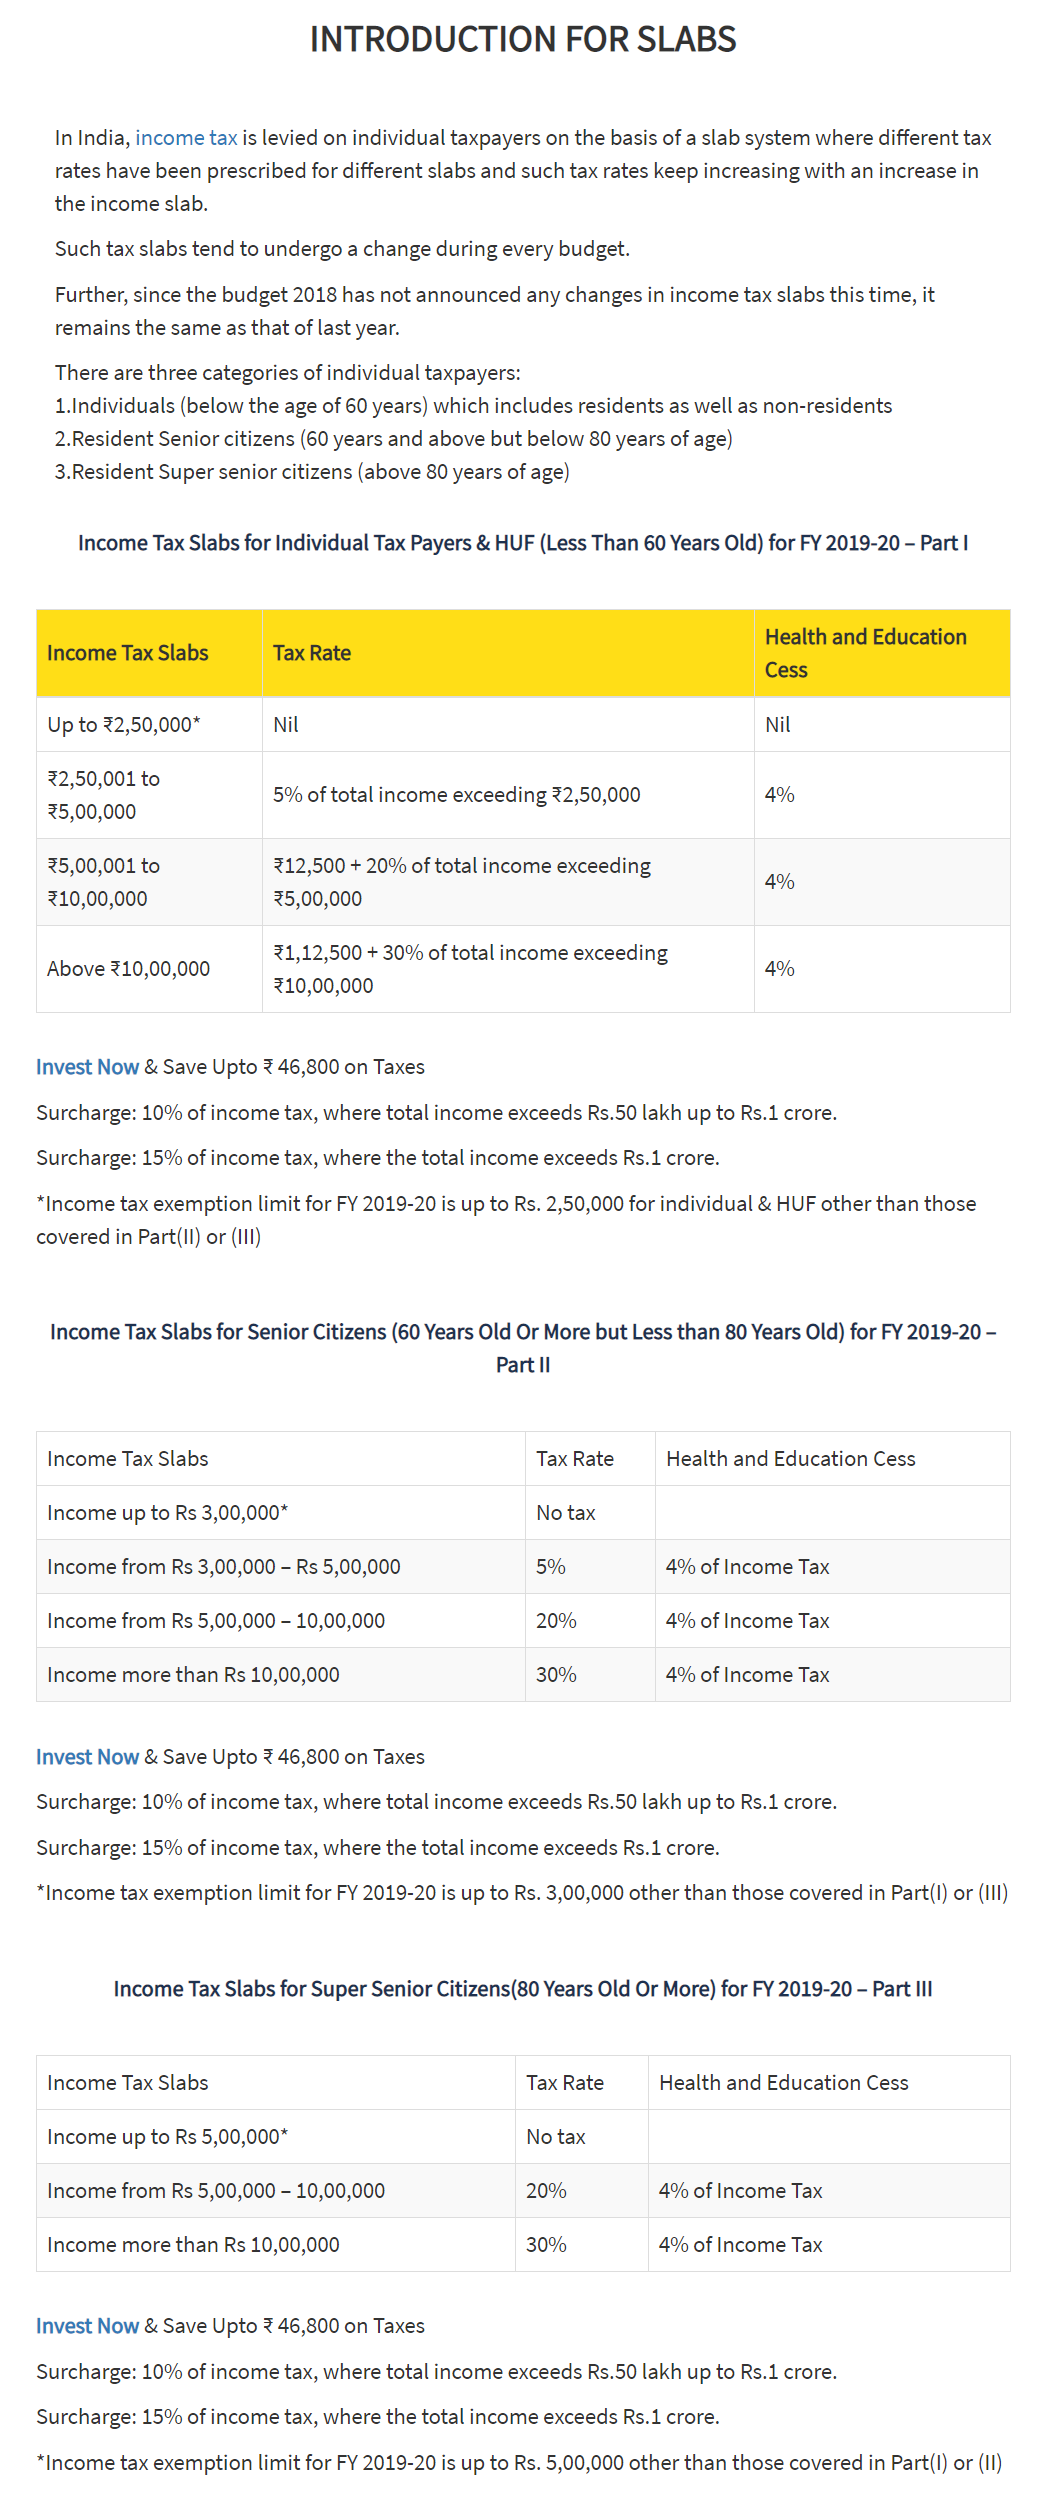 INTRODUCTION FOR SLABS
In India, income tax is levied on individual taxpayers on the basis of a slab system where different tax
rates have been prescribed for different slabs and such tax rates keep increasing with an increase in
the income slab.
Such tax slabs tend to undergo a change during every budget.
Further, since the budget 2018 has not announced any changes in income tax slabs this time, it
remains the same as that of last year.
There are three categories of individual taxpayers:
1.Individuals (below the age of 60 years) which includes residents as well as non-residents
2.Resident Senior citizens (60 years and above but below 80 years of age)
3.Resident Super senior citizens (above 80 years of age)
Income Tax Slabs for Individual Tax Payers & HUF (Less Than 60 Years Old) for FY 2019-20 – Part I
Income Tax Slabs Tax Rate Health and Education
Cess
Up to ₹2,50,000* Nil Nil
₹2,50,001 to
₹5,00,000 5% of total income exceeding ₹2,50,000 4%
₹5,00,001 to
₹10,00,000 ₹12,500 + 20% of total income exceeding
₹5,00,000 4%
Above ₹10,00,000 ₹1,12,500 + 30% of total income exceeding
₹10,00,000 4%
Invest Now & Save Upto ₹ 46,800 on Taxes
Surcharge: 10% of income tax, where total income exceeds Rs.50 lakh up to Rs.1 crore.
Surcharge: 15% of income tax, where the total income exceeds Rs.1 crore.
*Income tax exemption limit for FY 2019-20 is up to Rs. 2,50,000 for individual & HUF other than those
covered in Part(II) or (III)
Income Tax Slabs for Senior Citizens (60 Years Old Or More but Less than 80 Years Old) for FY 2019-20 –
Part II
Income Tax Slabs Tax Rate Health and Education Cess
Income up to Rs 3,00,000* No tax
Income from Rs 3,00,000 – Rs 5,00,000 5% 4% of Income Tax
Income from Rs 5,00,000 – 10,00,000 20% 4% of Income Tax
Income more than Rs 10,00,000 30% 4% of Income Tax
Invest Now & Save Upto ₹ 46,800 on Taxes
Surcharge: 10% of income tax, where total income exceeds Rs.50 lakh up to Rs.1 crore.
Surcharge: 15% of income tax, where the total income exceeds Rs.1 crore.
*Income tax exemption limit for FY 2019-20 is up to Rs. 3,00,000 other than those covered in Part(I) or (III)
Income Tax Slabs for Super Senior Citizens(80 Years Old Or More) for FY 2019-20 – Part III
Income Tax Slabs Tax Rate Health and Education Cess
Income up to Rs 5,00,000* No tax
Income from Rs 5,00,000 – 10,00,000 20% 4% of Income Tax
Income more than Rs 10,00,000 30% 4% of Income Tax
Invest Now & Save Upto ₹ 46,800 on Taxes
Surcharge: 10% of income tax, where total income exceeds Rs.50 lakh up to Rs.1 crore.
Surcharge: 15% of income tax, where the total income exceeds Rs.1 crore.
*Income tax exemption limit for FY 2019-20 is up to Rs. 5,00,000 other than those covered in Part(I) or (II)